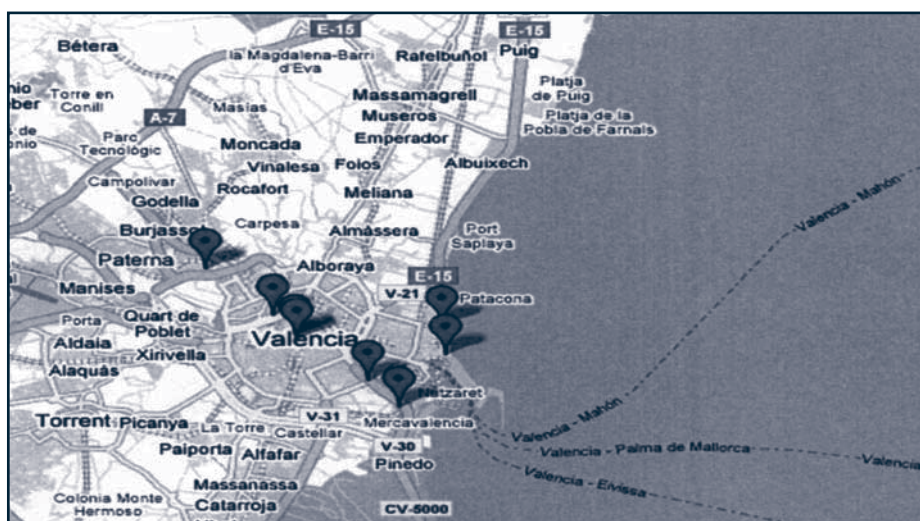 E-15
E-15
Bétera
la Magdalena-Barri
d'Eva
Rafelbuñol
Puig
Torre en
Conill
Masías
Massamagrell
Platja
de Puig
A-7
Museros
Platja de la
Pobla de Farnals
Parc
Tecnológic
Moncada
Emperador
Vinalesa
Foios
Albuixech
Campolivar
Rocafort
Meliana
Godella
Carpesa
Valencia - Mahón
Burjassot
Almàssera
Port
Saplaya
Paterna
Alboraya
E-15
Manises
V-21
Patacona
Porta
Quart de
Poblet
Valencia
Aldaia
Xirivella
Alaquàs
Natzaret
Torrent
Picanya
La Torre
V-31
Castellar
Mercavalencia
Valencia - Mahón
V-30
Valencia - Palma de Mallorca
Valencia
Paiporta
Alfafar
Pinedo
Valencia - Eivissa
Massanassa
Colonia Monte
Hermoso
Catarroja
CV-5000